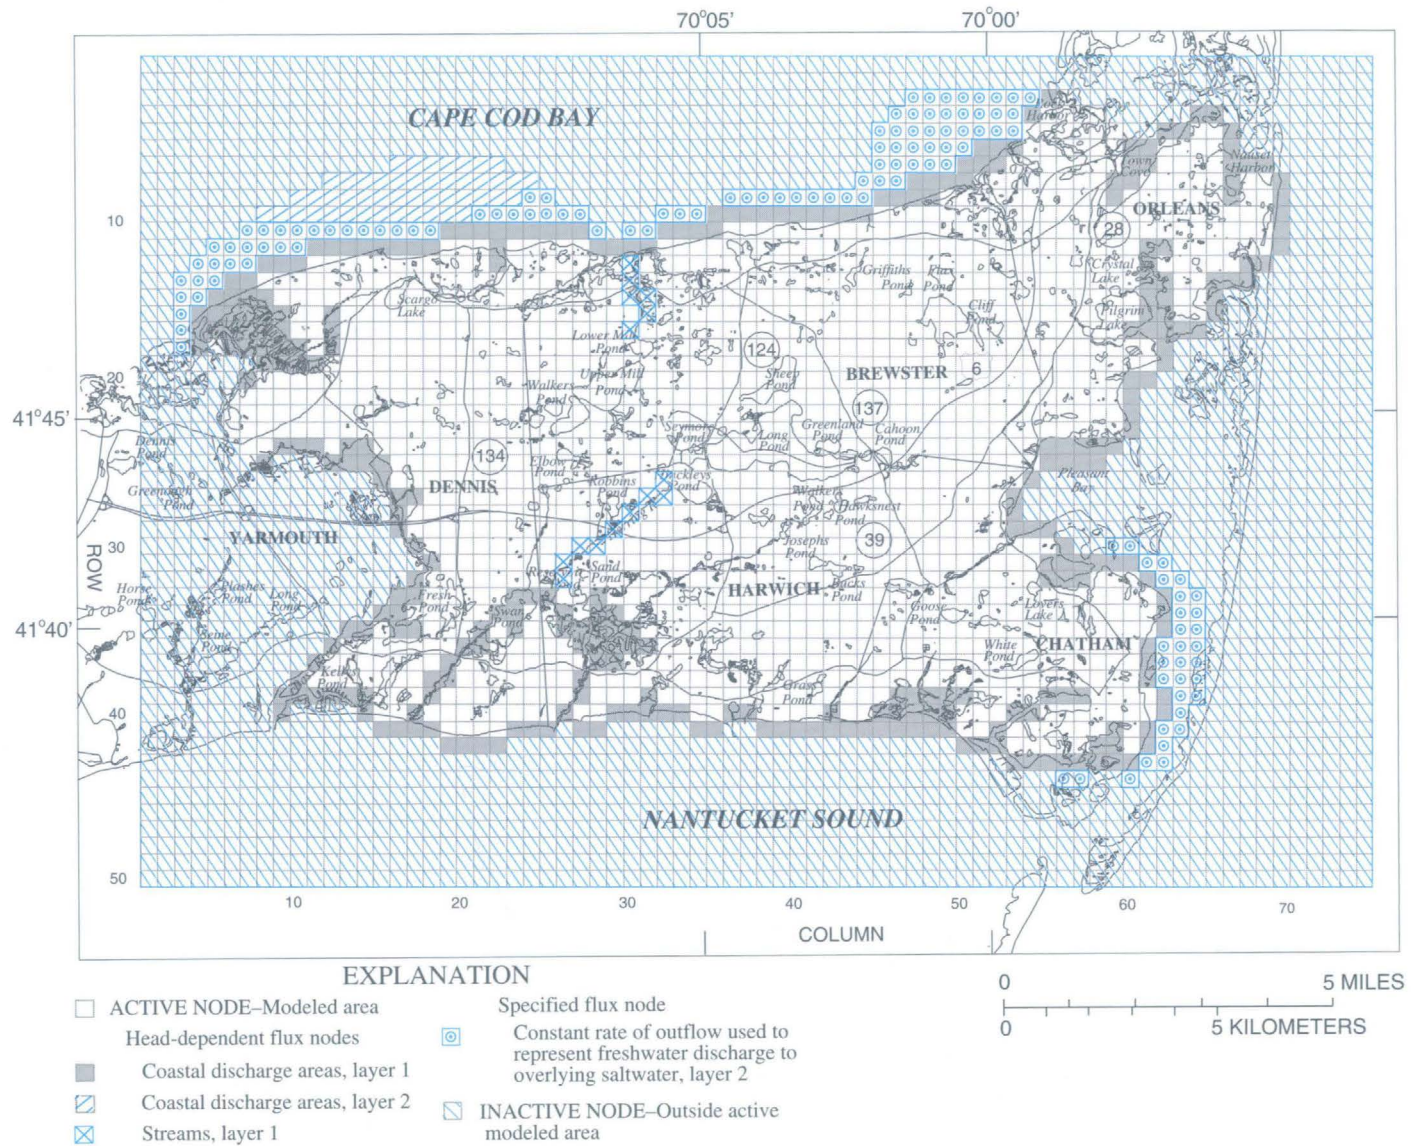 70°05'
70°00'
CAPE COD BAY
Harbor
Town
Cove
Nauset
Harbor
10
ORLEANS
28
Griffiths
Pond
Flax
Pond
Crystal
Lake
Scargo
Lake
Cliff
Pond
Pilgrim
Lake
Lower Mill
Pond
124
20
Upper Mill
Pond
Sheep
Pond
BREWSTER
6
Walkers
Pond
137
41°45'
Seymore
Pond
Long
Pond
Greenland
Pond
Cahoon
Pond
Dennis
Pond
134
Elbow
Pond
Pleasant
Bay
Robbins
Pond
Buckleys
Pond
DENNIS
Greenough
Pond
Walkers
Pond
Hawksnest
Pond
YARMOUTH
30
ROW
Josephs
Pond
39
Sand
Pond
Horse
Pond
Plashes
Pond
Long
Pond
Fresh
Pond
HARWICH
Bucks
Pond
Swan
Pond
Goose
Pond
Lovers
Lake
41°40'
Seine
Pond
White
Pond
CHATHAM
Pond
Grass
Pond
40
NANTUCKET SOUND
50
10
20
30
40
50
60
70
COLUMN
EXPLANATION
ACTIVE NODE–Modeled area
Head-dependent flux nodes
Coastal discharge areas, layer 1
Coastal discharge areas, layer 2
Streams, layer 1
Specified flux node
Constant rate of outflow used to
represent freshwater discharge to
overlying saltwater, layer 2
INACTIVE NODE–Outside active
modeled area
0
5 MILES
0
5 KILOMETERS